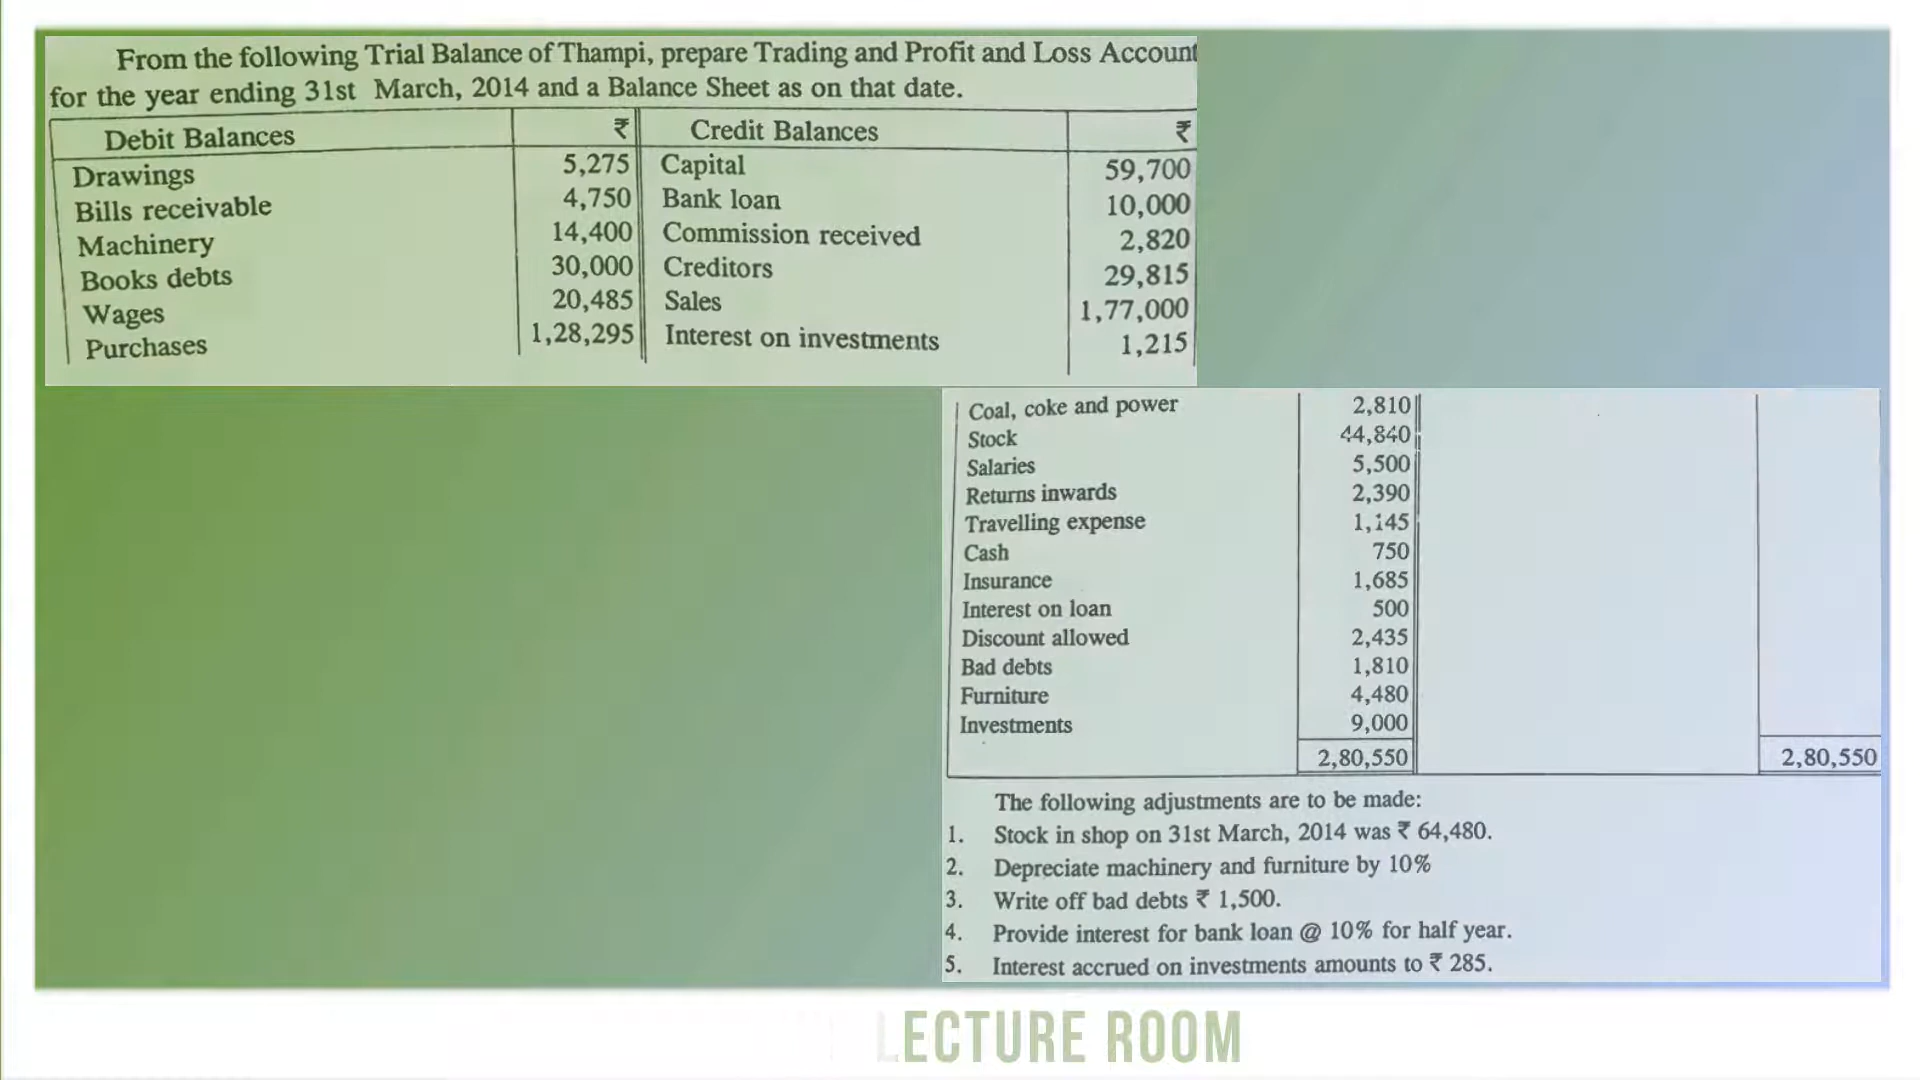 From the following Trial Balance of Thampi, prepare Trading and Profit and Loss Account
for the year ending 31st March, 2014 and a Balance Sheet as on that date.
Debit Balances ₹ Credit Balances ₹
Drawings 5,275 Capital 59,700
Bills receivable 4,750 Bank loan 10,000
Machinery 14,400 Commission received 2,820
Books debts 30,000 Creditors 29,815
Wages 20,485 Sales 1,77,000
Purchases 1,28,295 Interest on investments 1,215
Coal, coke and power 2,810
Stock 44,840
Salaries 5,500
Returns inwards 2,390
Travelling expense 1,145
Cash 750
Insurance 1,685
Interest on loan 500
Discount allowed 2,435
Bad debts 1,810
Furniture 4,480
Investments 9,000
2,80,550 2,80,550
The following adjustments are to be made:
1. Stock in shop on 31st March, 2014 was ₹ 64,480.
2. Depreciate machinery and furniture by 10%
3. Write off bad debts ₹ 1,500.
4. Provide interest for bank loan @ 10% for half year.
5. Interest accrued on investments amounts to ₹ 285.
LECTURE ROOM